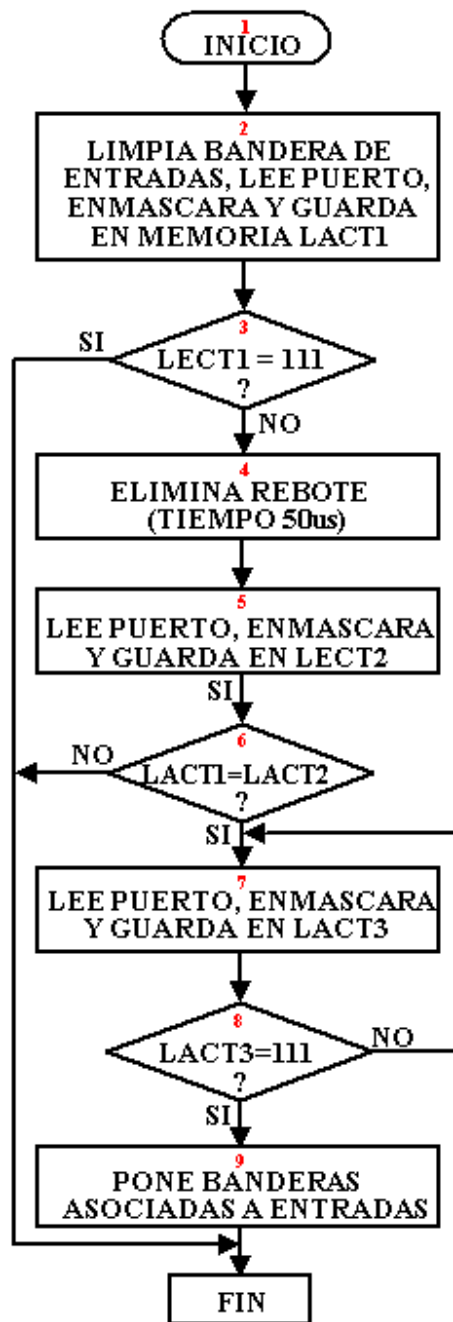 1
INICIO
2
LIMPIA BANDERA DE
ENTRADAS, LEE PUERTO,
ENMASCARA Y GUARDA
EN MEMORIA LACT1
3
SI
LECT1 = 111
?
NO
4
ELIMINA REBOTE
(TIEMPO 50us)
5
LEE PUERTO, ENMASCARA
Y GUARDA EN LECT2
SI
6
NO
LACT1=LACT2
?
SI
7
LEE PUERTO, ENMASCARA
Y GUARDA EN LACT3
8
NO
LACT3=111
?
SI
9
PONE BANDERAS
ASOCIADAS A ENTRADAS
FIN